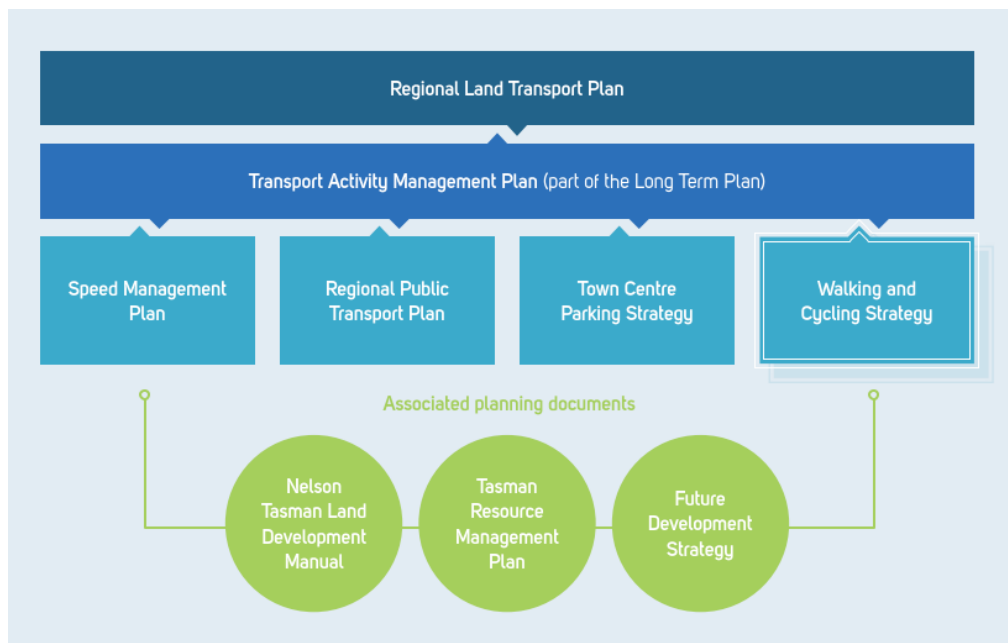 Regional Land Transport Plan
Transport Activity Management Plan (part of the Long Term Plan)
Speed Management
Plan
Regional Public
Transport Plan
Town Centre
Parking Strategy
Walking and
Cycling Strategy
Associated planning documents
Nelson
Tasman Land
Development
Manual
Tasman
Resource
Management
Plan
Future
Development
Strategy